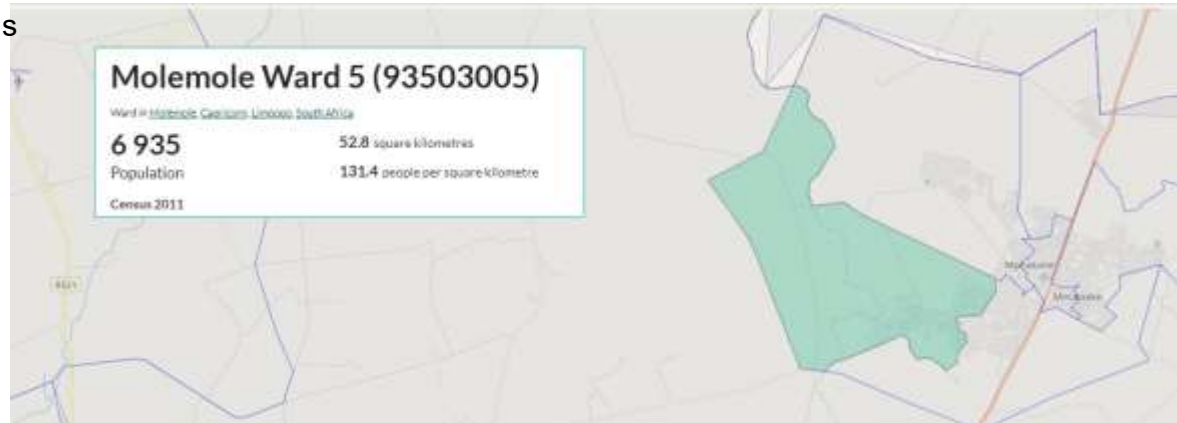 s
Molemole Ward 5 (93503005)
Ward in Molemole, Capricorn, Limpopo, South Africa
6 935
52.8 square kilometres
Population
131.4 people per square kilometre
Census 2011
R521